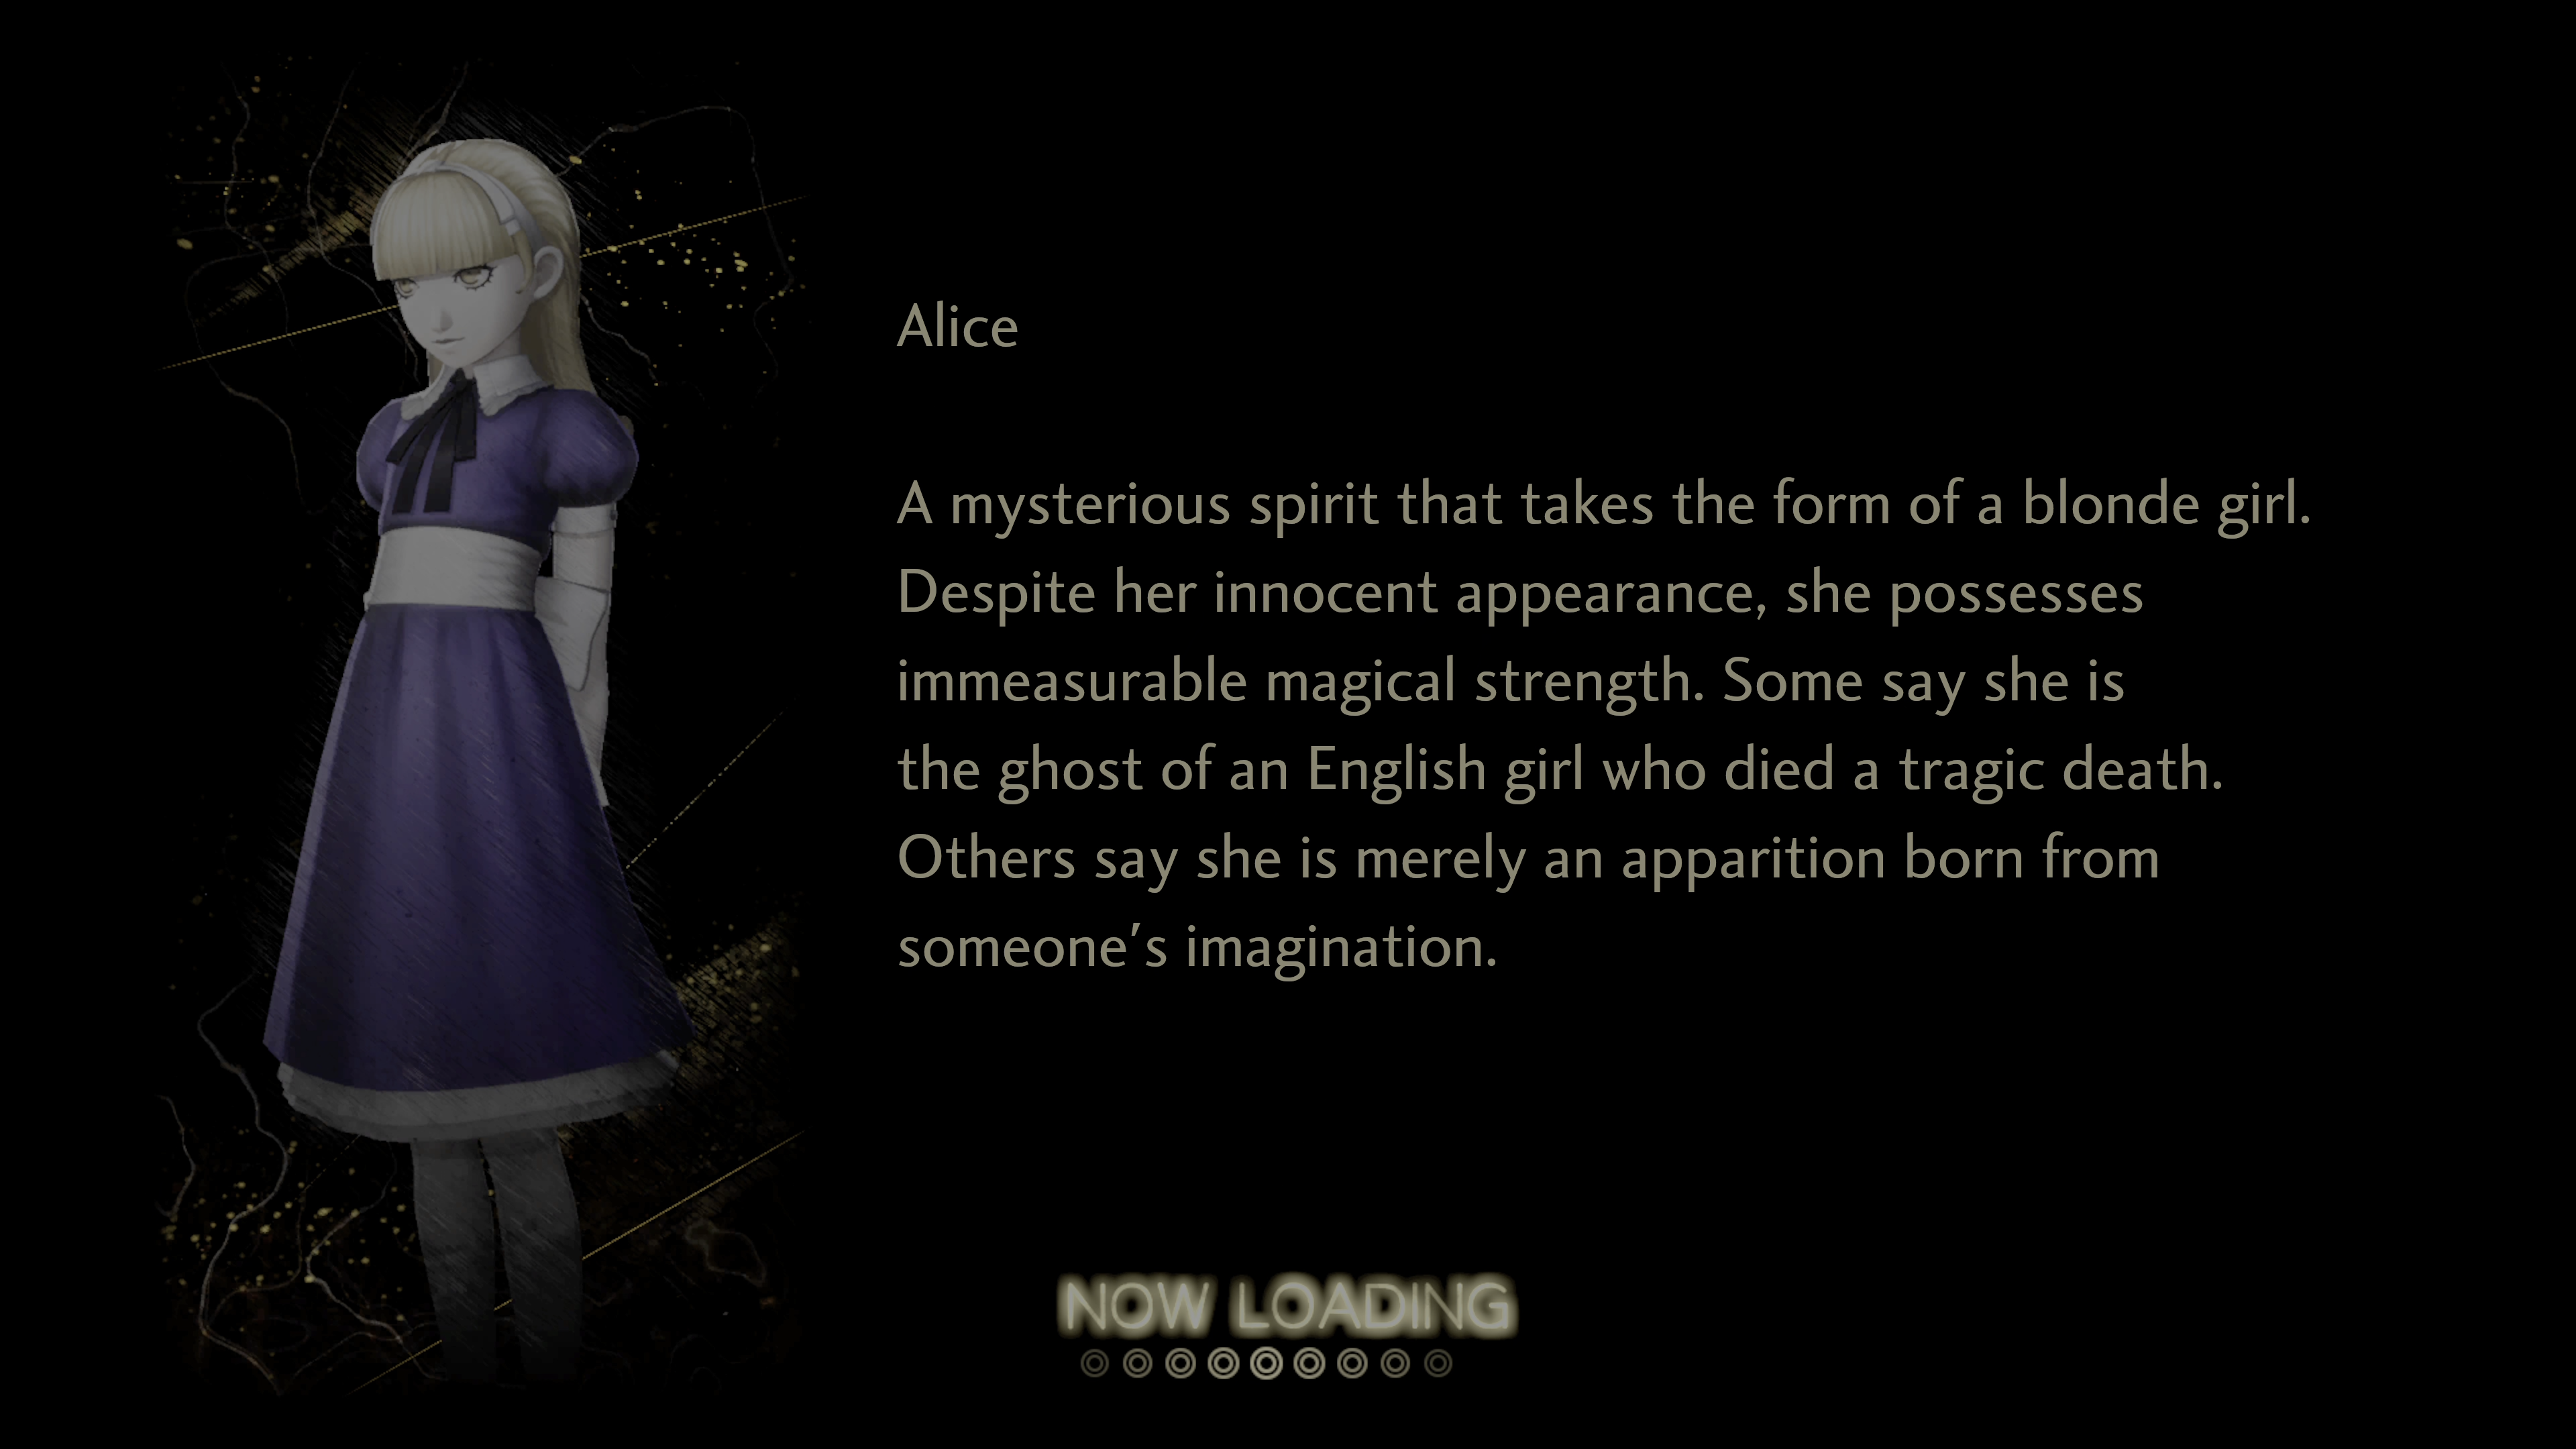 Alice
A mysterious spirit that takes the form of a blonde girl.
Despite her innocent appearance, she possesses
immeasurable magical strength. Some say she is
the ghost of an English girl who died a tragic death.
Others say she is merely an apparition born from
someone's imagination.
NOW LOADING